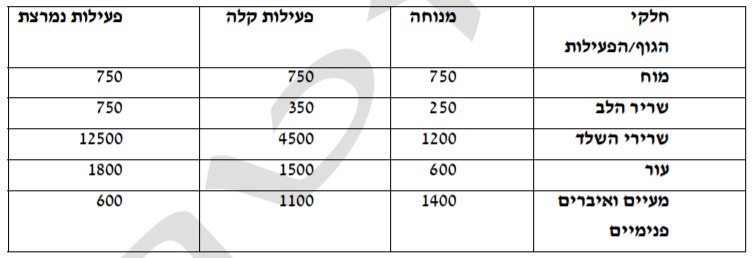 חלקי מנוחה פעילות קלה פעילות נמרצת
הגוף/הפעילות
מוח 750 750 750
שריר הלב 250 350 750
שרירי השלד 1200 4500 12500
עור 600 1500 1800
מעיים ואיברים 1400 1100 600
פנימיים